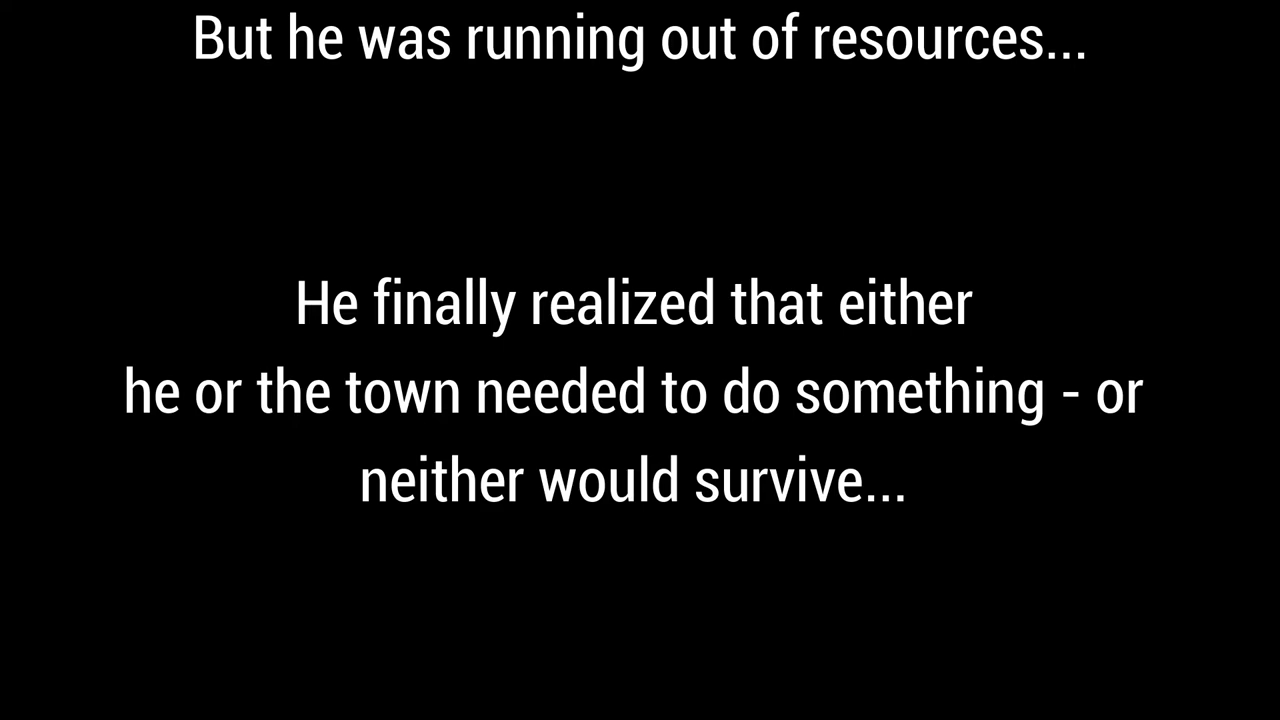 But he was running out of resources...
He finally realized that either
he or the town needed to do something - or
neither would survive...